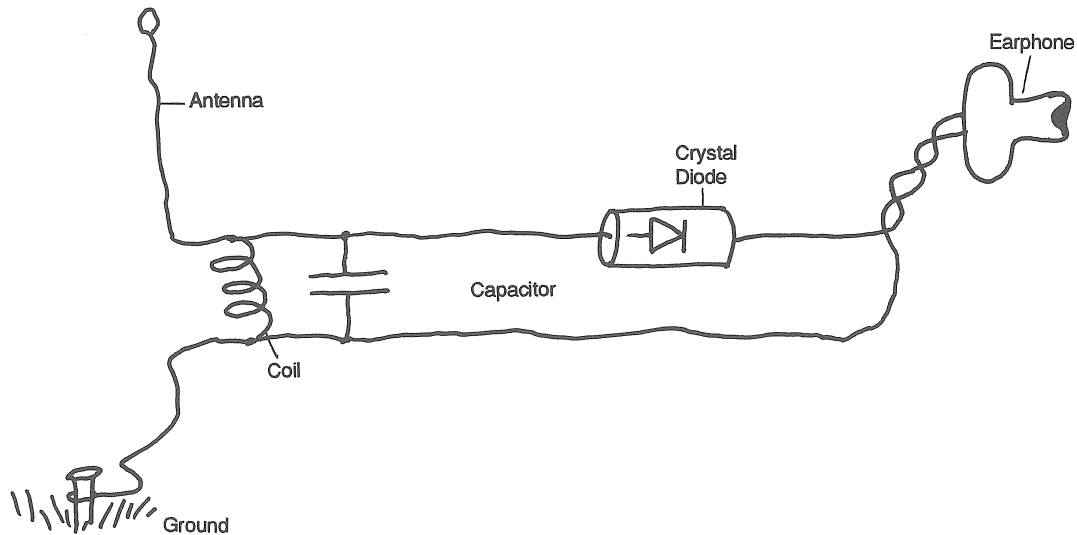 Earphone
Antenna
Crystal
Diode
Capacitor
Coil
Ground